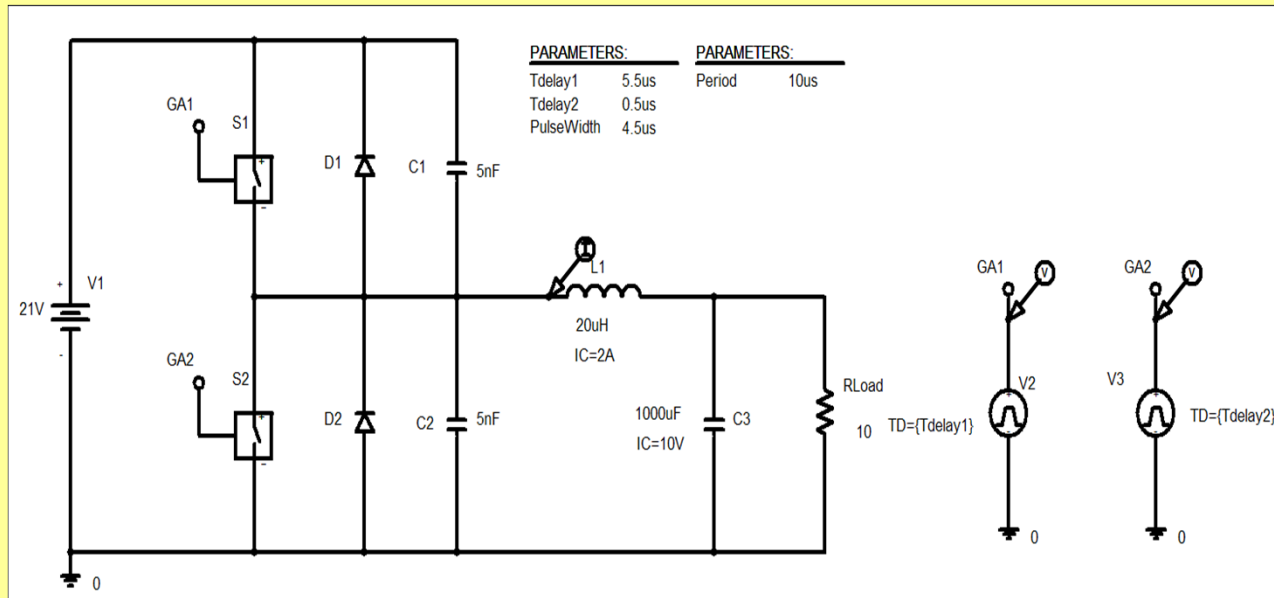 PARAMETERS:
Tdelay1 5.5us
Tdelay2 0.5us
PulseWidth 4.5us
PARAMETERS:
Period 10us
GA1
S1
+
-
D1
C1
5nF
+
V1
21V
-
I
L1
20uH
IC=2A
GA2
S2
+
-
D2
C2
5nF
1000uF
C3
IC=10V
RLoad
10
GA1
V
V2
TD={Tdelay1}
+
-
0
GA2
V
V3
TD={Tdelay2}
+
-
0
0